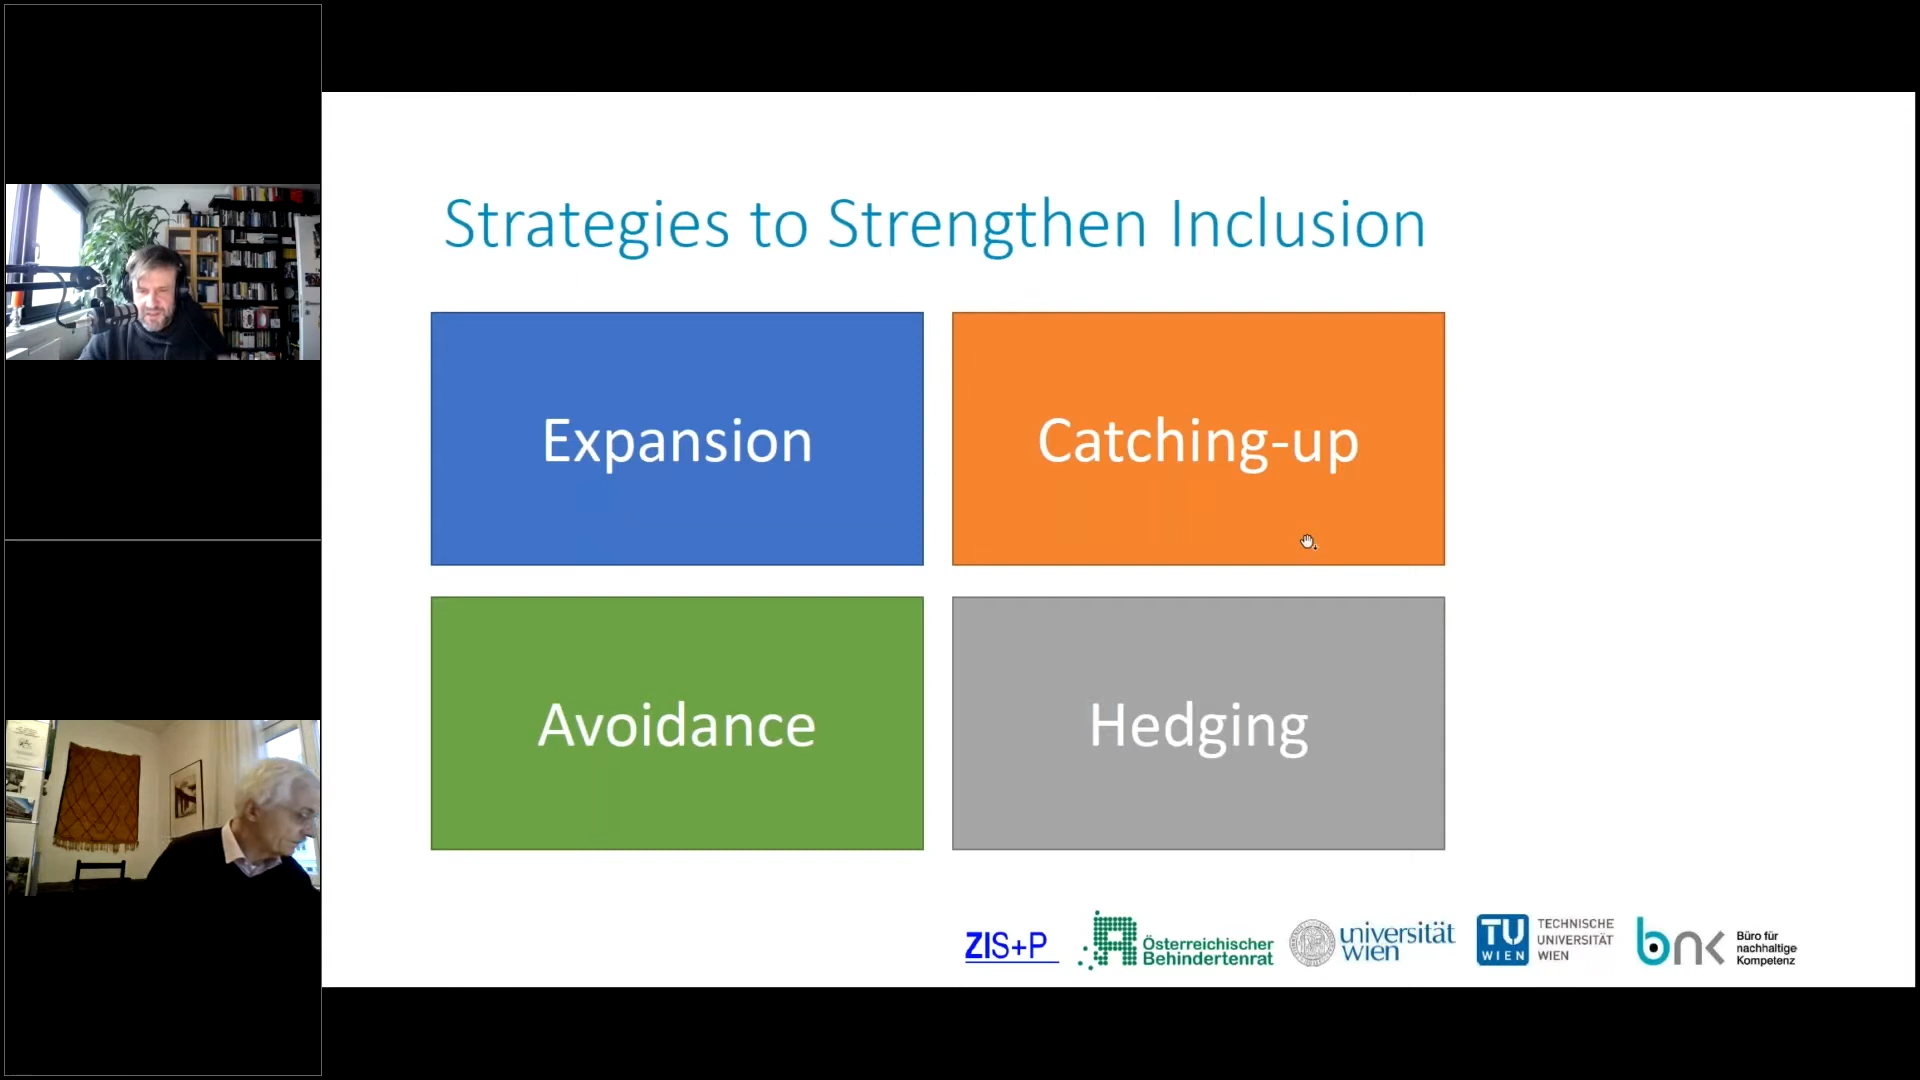 Strategies to Strengthen Inclusion
Expansion
Catching-up
Avoidance
Hedging
ZIS+P
Österreichischer
Behindertenrat
universität
wien
TU
WIEN
TECHNISCHE
UNIVERSITÄT
WIEN
bnk
Büro für
nachhaltige
Kompetenz